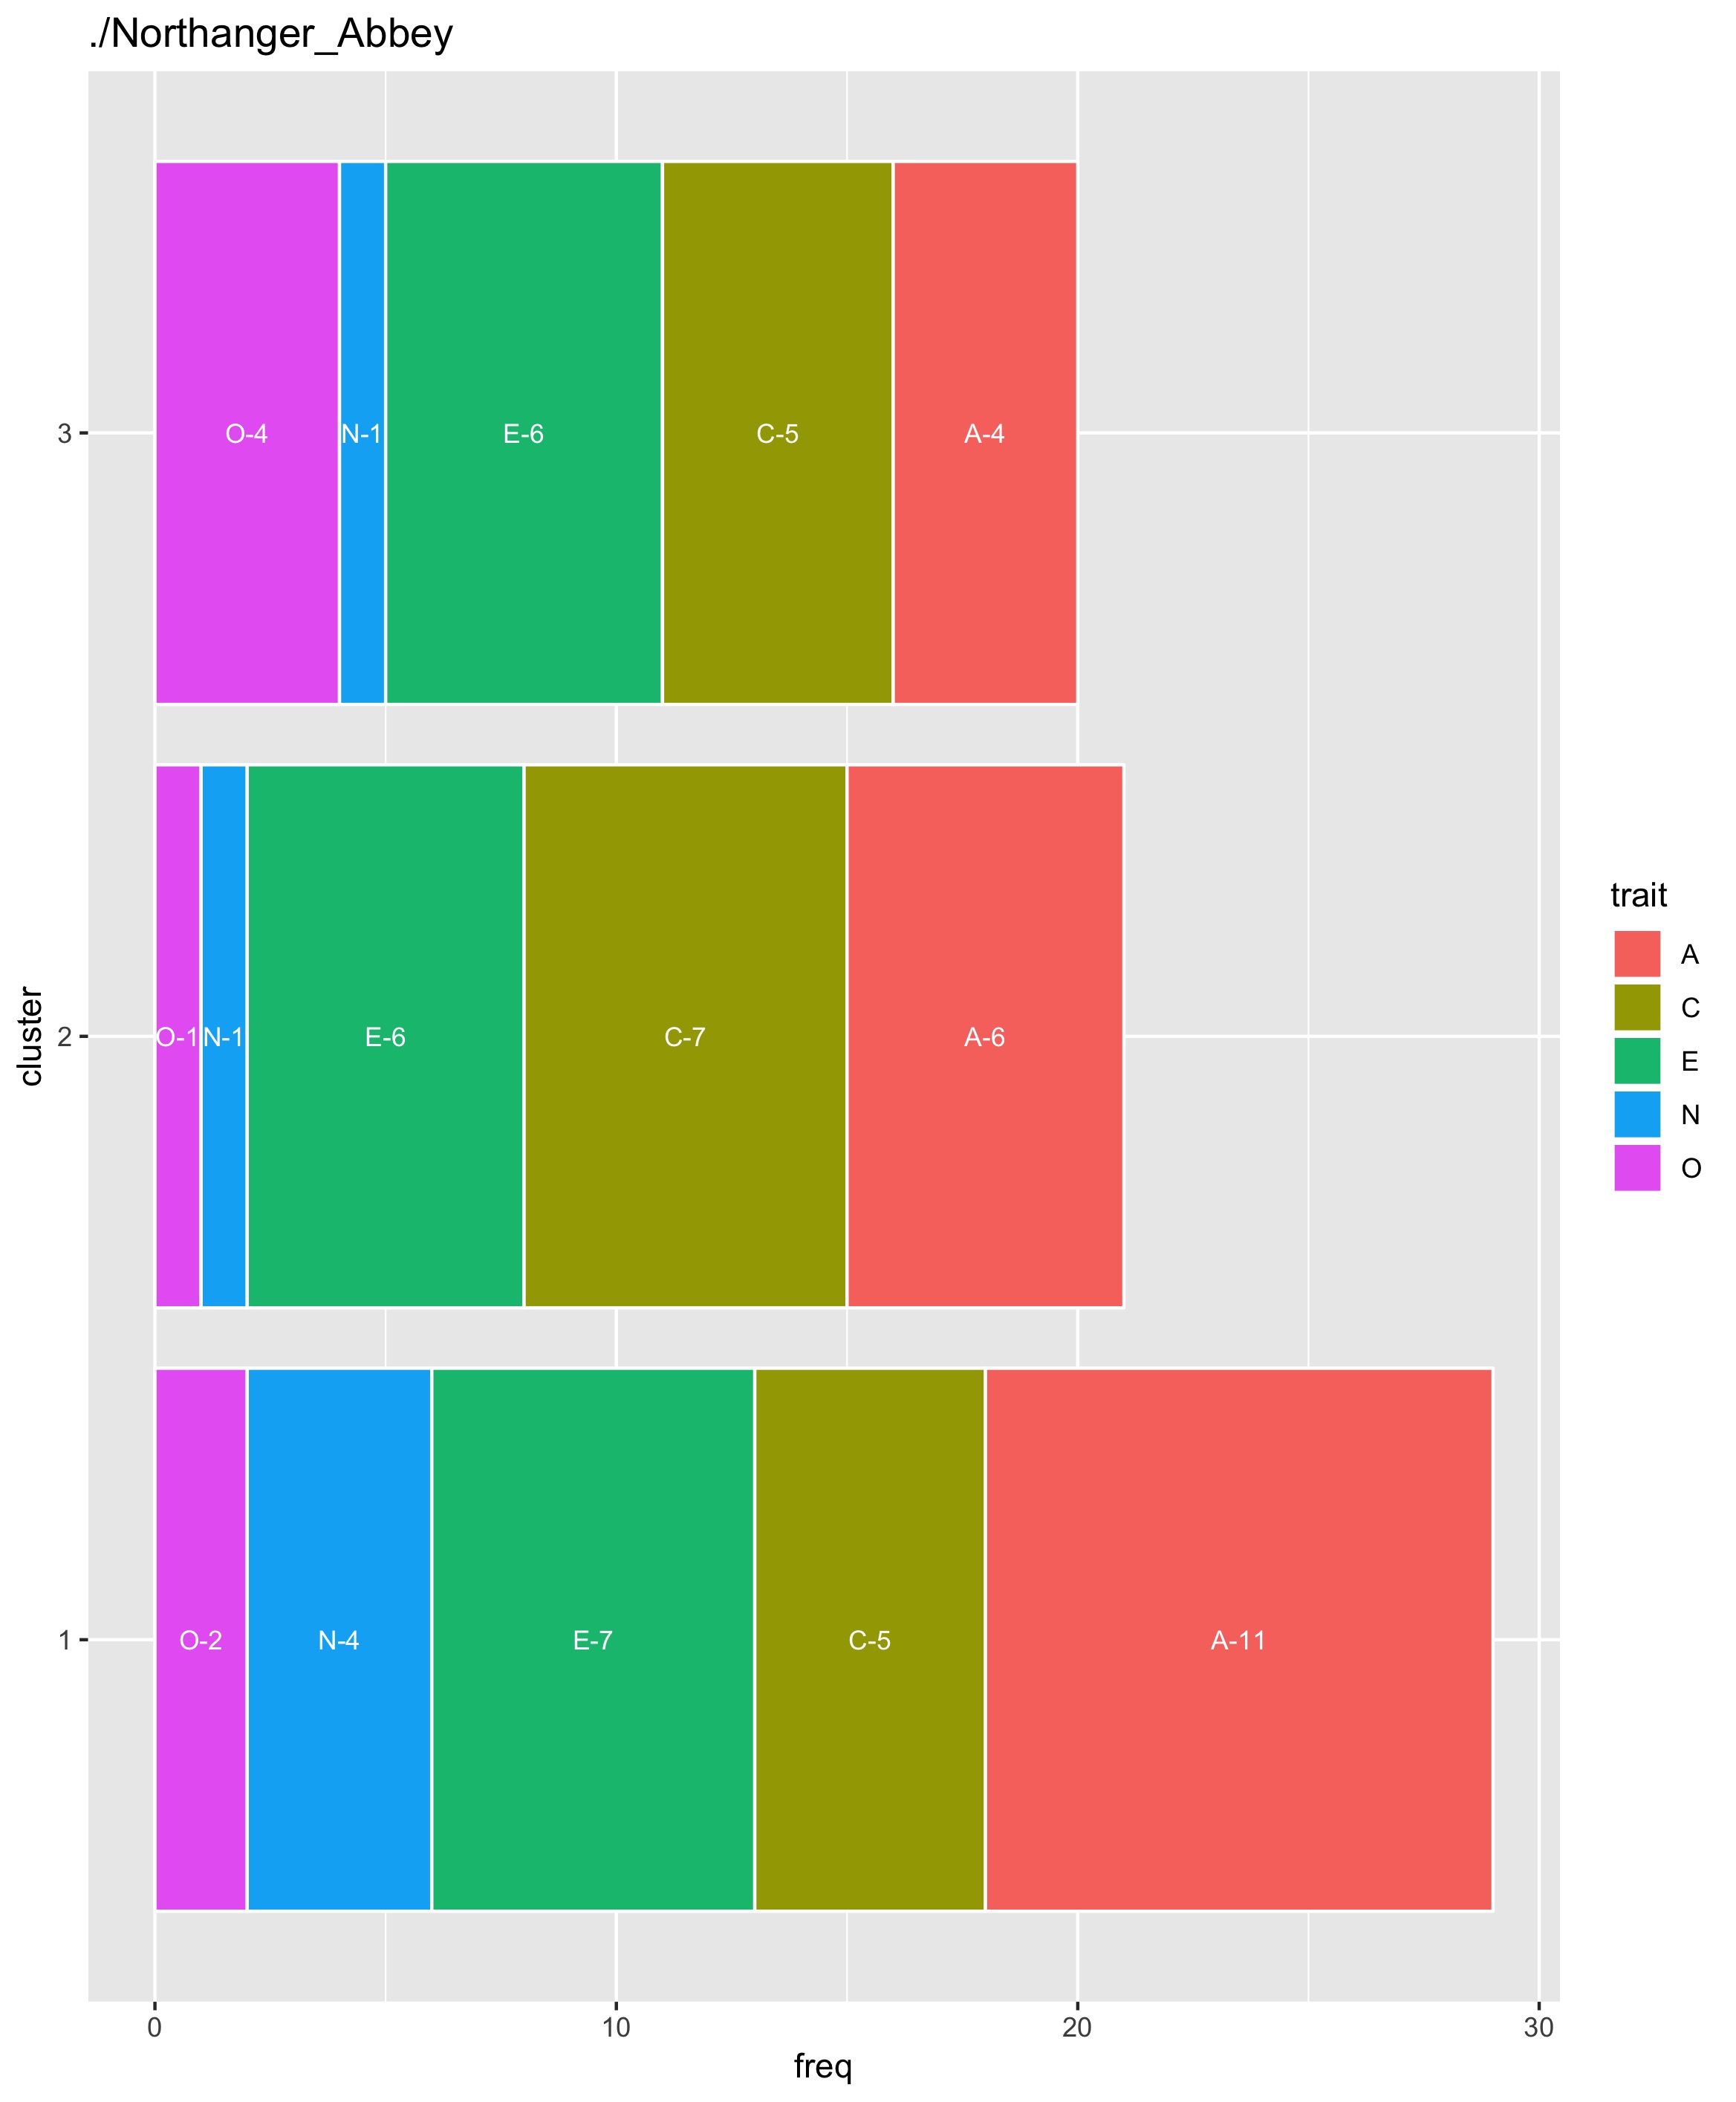 ./Northanger_Abbey
3
O-4 N-1 E-6 C-5 A-4
cluster
2
O-1 N-1 E-6 C-7 A-6
1
O-2 N-4 E-7 C-5 A-11
0 10 20 30
freq
trait
A
C
E
N
O